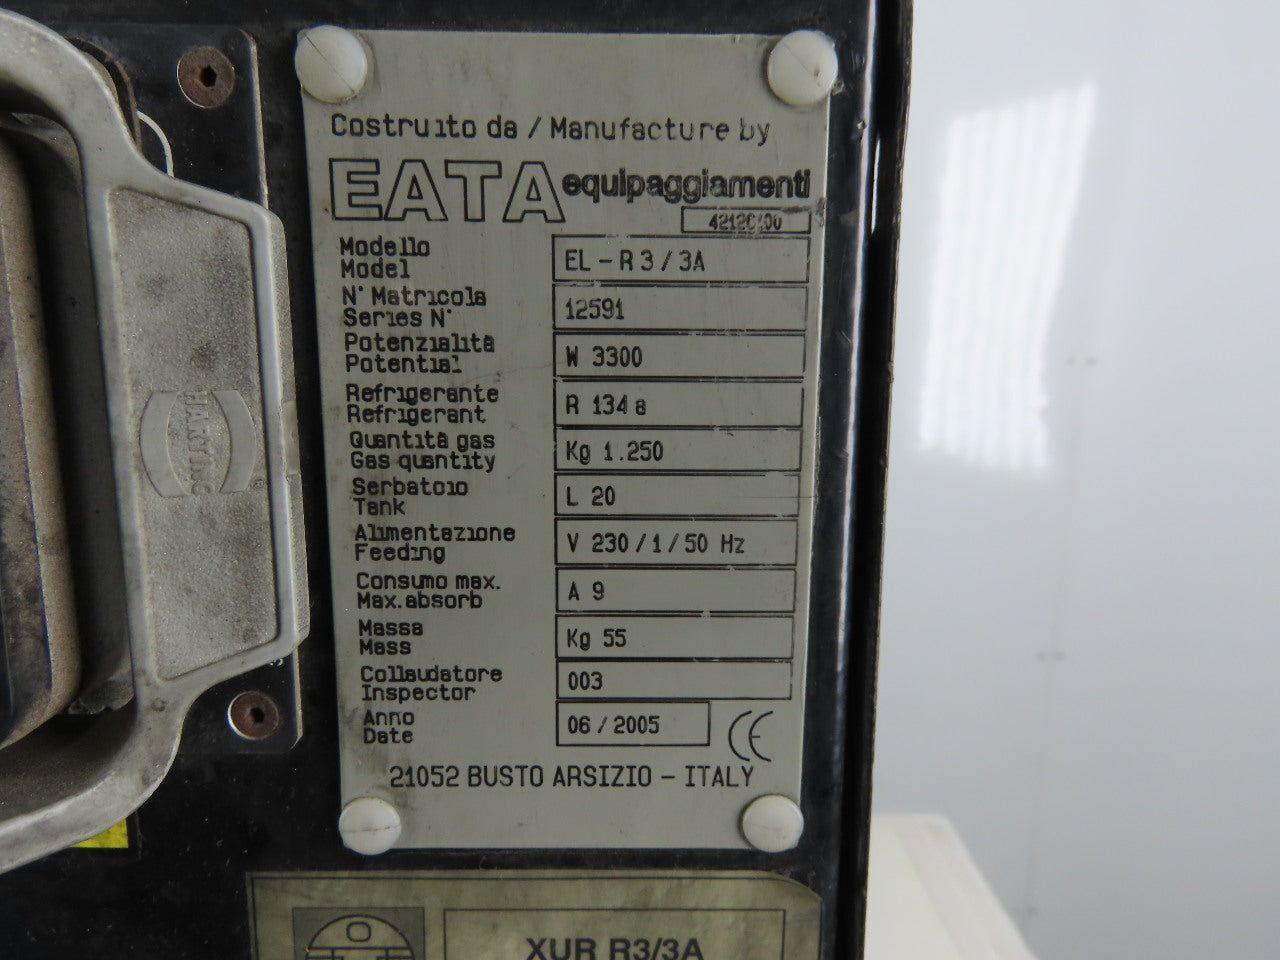 Costruito da / Manufacture by
EATA equipaggiamenti
Modello
Model
EL - R3 / 3A
N° Matricola
Series N°
12591
Potenzialità
Potential
W 3300
Refrigerante
Refrigerant
R 134 a
Quantità gas
Gas quantity
Kg 1.250
Serbatoio
Tank
L 20
Alimentazione
Feeding
V 230 / 1 / 50 Hz
Consumo max.
Max. absorb
A 9
Massa
Mass
Kg 55
Collaudatore
Inspector
003
Anno
Date
06 / 2005
CE
21052 BUSTO ARSIZIO - ITALY
XUR R3/3A
HARTING